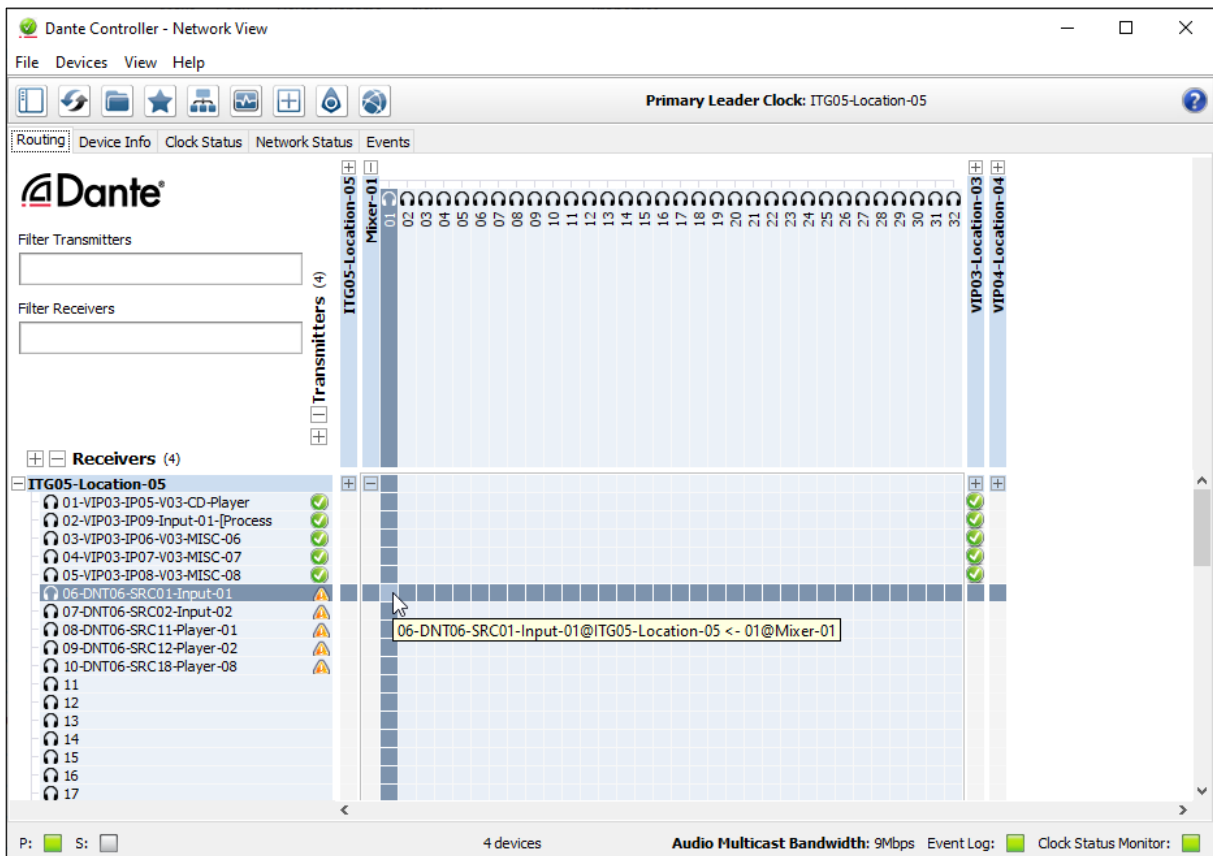 Dante Controller - Network View
File Devices View Help
Primary Leader Clock: ITG05-Location-05
Routing Device Info Clock Status Network Status Events
Dante®
Filter Transmitters
Filter Receivers
Transmitters (4)
ITG05-Location-05
Mixer-01
01 02 03 04 05 06 07 08 09 10 11 12 13 14 15 16 17 18 19 20 21 22 23 24 25 26 27 28 29 30 31 32
VIP03-Location-03
VIP04-Location-04
Receivers (4)
ITG05-Location-05
01-VIP03-IP05-V03-CD-Player
02-VIP03-IP09-Input-01-[Process
03-VIP03-IP06-V03-MISC-06
04-VIP03-IP07-V03-MISC-07
05-VIP03-IP08-V03-MISC-08
06-DNT06-SRC01-Input-01
07-DNT06-SRC02-Input-02
06-DNT06-SRC01-Input-01@ITG05-Location-05 <- 01@Mixer-01
08-DNT06-SRC11-Player-01
09-DNT06-SRC12-Player-02
10-DNT06-SRC18-Player-08
11
12
13
14
15
16
17
P: S: 4 devices Audio Multicast Bandwidth: 9Mbps Event Log: Clock Status Monitor: